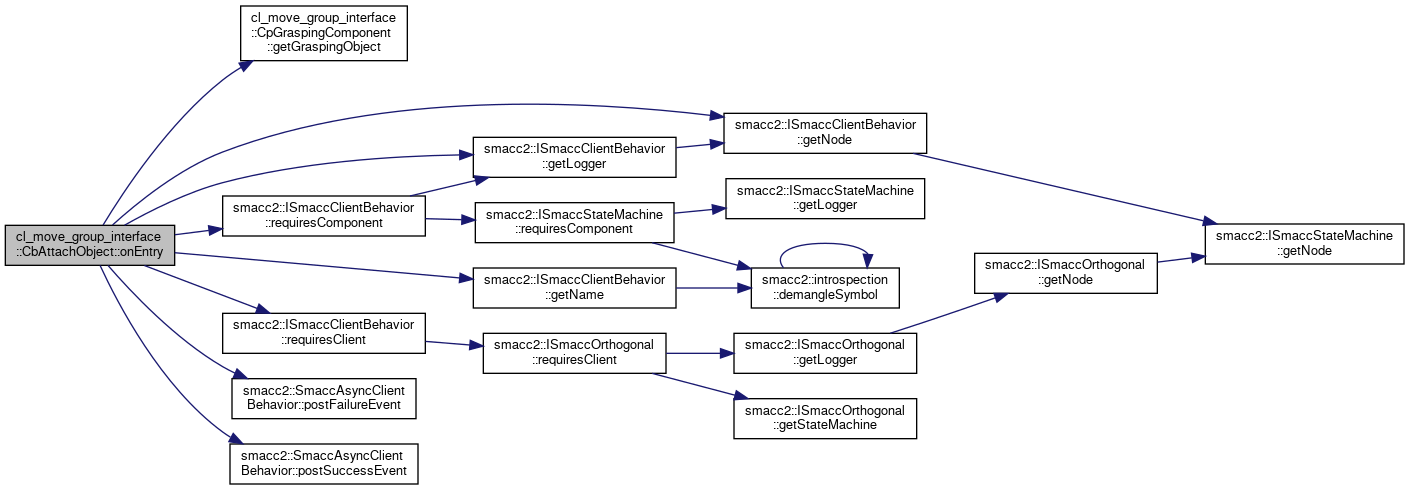 cl_move_group_interface
::CpGraspingComponent
::getGraspingObject
smacc2::ISmaccClientBehavior
::getNode
smacc2::ISmaccClientBehavior
::getLogger
smacc2::ISmaccStateMachine
::getLogger
smacc2::ISmaccClientBehavior
::requiresComponent
smacc2::ISmaccStateMachine
::requiresComponent
cl_move_group_interface
::CbAttachObject::onEntry
smacc2::ISmaccStateMachine
::getNode
smacc2::ISmaccOrthogonal
::getNode
smacc2::ISmaccClientBehavior
::getName
smacc2::introspection
::demangleSymbol
smacc2::ISmaccClientBehavior
::requiresClient
smacc2::ISmaccOrthogonal
::requiresClient
smacc2::ISmaccOrthogonal
::getLogger
smacc2::SmaccAsyncClient
Behavior::postFailureEvent
smacc2::ISmaccOrthogonal
::getStateMachine
smacc2::SmaccAsyncClient
Behavior::postSuccessEvent